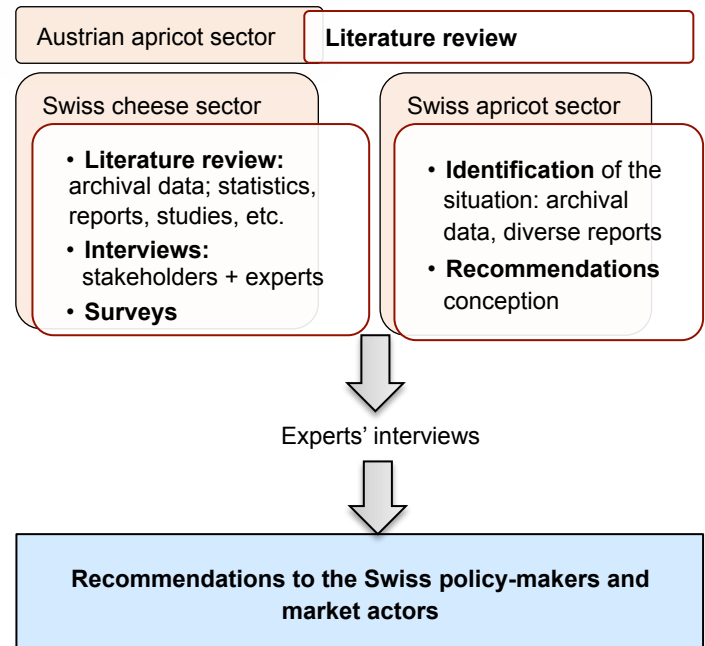 Austrian apricot sector
Literature review
Swiss cheese sector
• Literature review:
archival data; statistics,
reports, studies, etc.
• Interviews:
stakeholders + experts
• Surveys
Swiss apricot sector
• Identification of the
situation: archival
data, diverse reports
• Recommendations
conception
Experts’ interviews
Recommendations to the Swiss policy-makers and
market actors